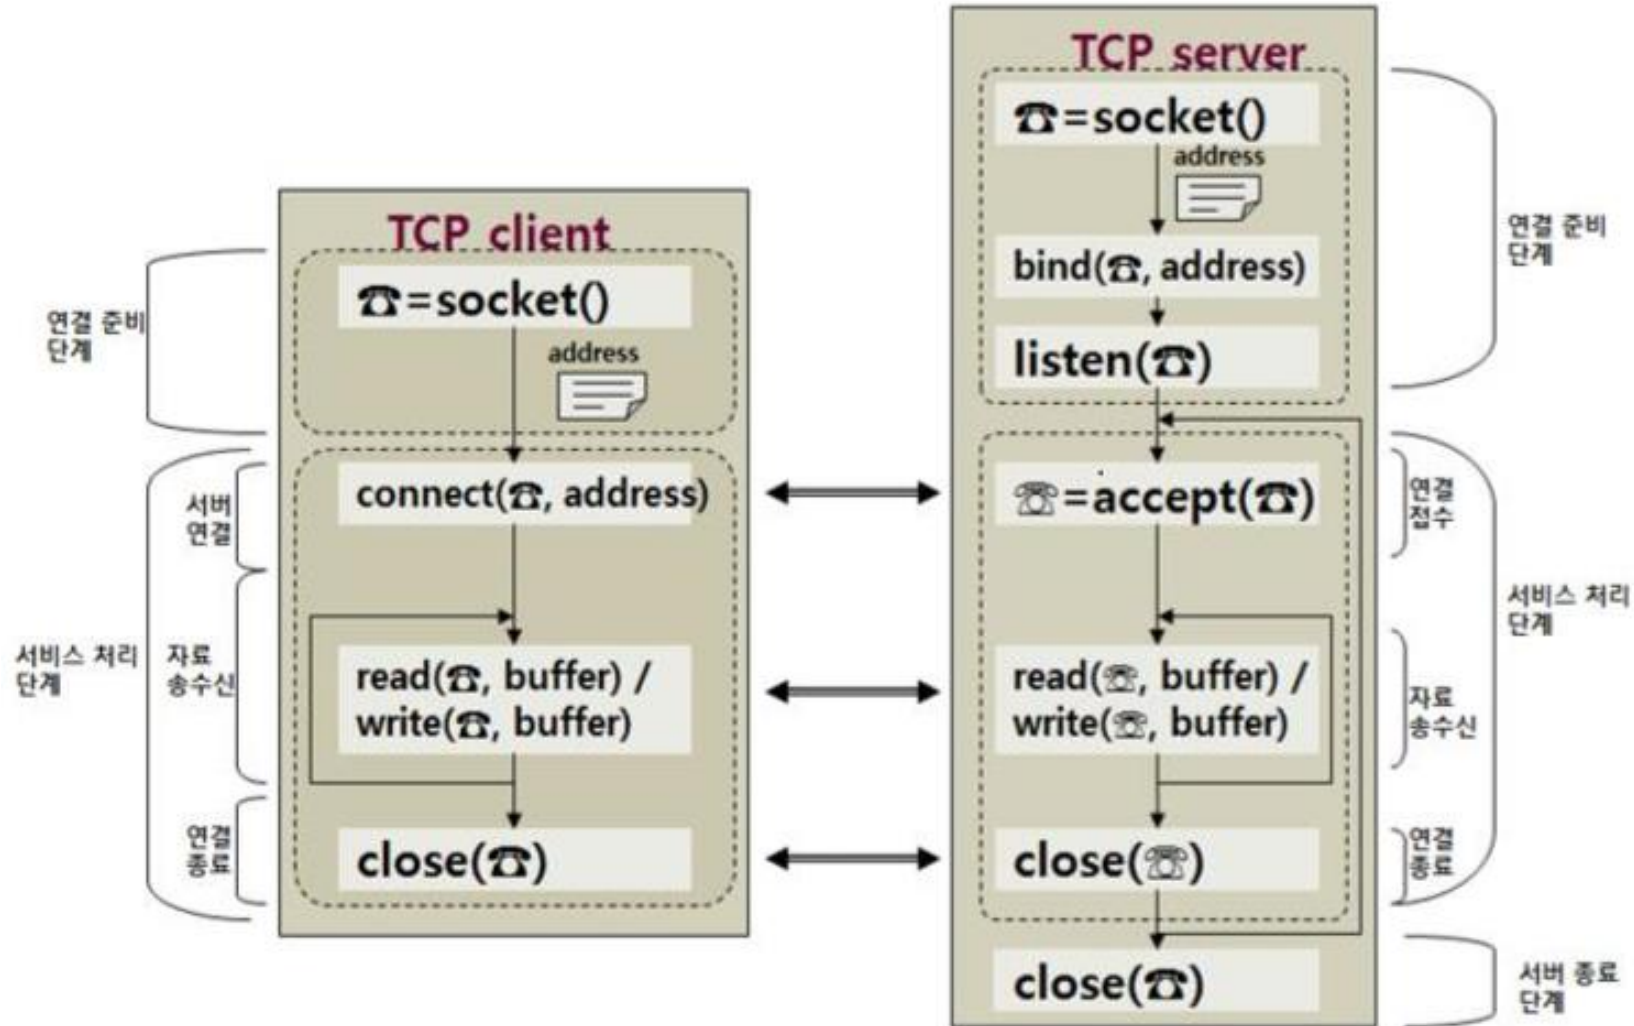 TCP client
연결 준비
단계
☎=socket()
address
서비스 처리
단계
서버
연결
connect(☎, address)
자료
송수신
read(☎, buffer) /
write(☎, buffer)
연결
종료
close(☎)
TCP server
☎=socket()
address
bind(☎, address)
listen(☎)
연결 준비
단계
☏=accept(☎)
연결
접수
서비스 처리
단계
read(☏, buffer) /
write(☏, buffer)
자료
송수신
close(☏)
연결
종료
close(☎)
서버 종료
단계